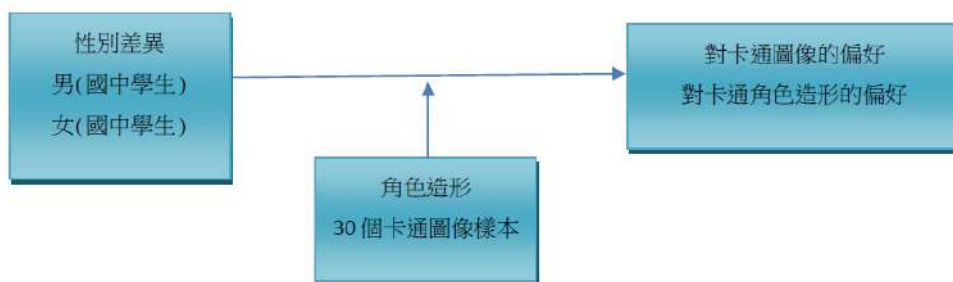 性別差異
男(國中學生)
女(國中學生)
對卡通圖像的偏好
對卡通角色造形的偏好
角色造形
30 個卡通圖像樣本